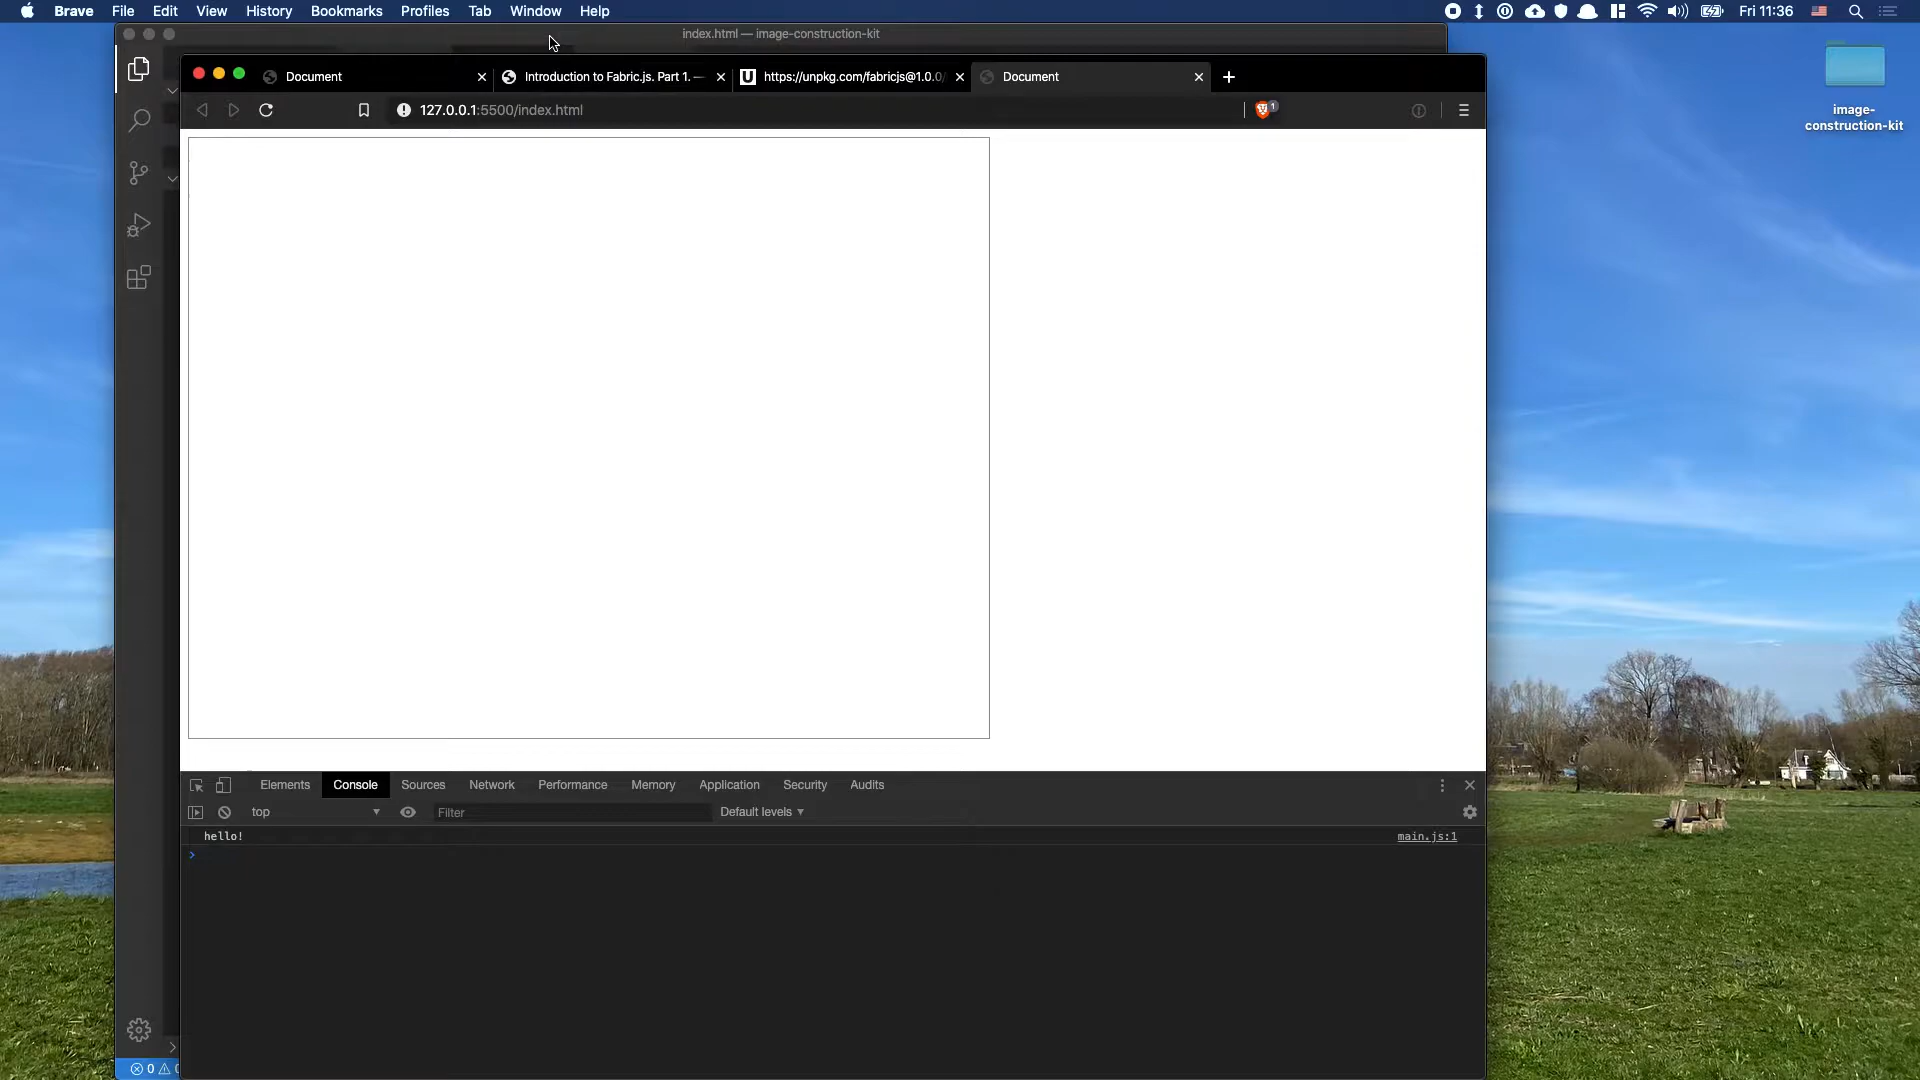 Brave File Edit View History Bookmarks Profiles Tab Window Help Fri 11:36
index.html — image-construction-kit
Document Introduction to Fabric.js. Part 1. — https://unpkg.com/fabricjs@1.0.0/ Document
127.0.0.1:5500/index.html 1
image-
construction-kit
Elements Console Sources Network Performance Memory Application Security Audits
top Filter Default levels
hello! main.js:1
0